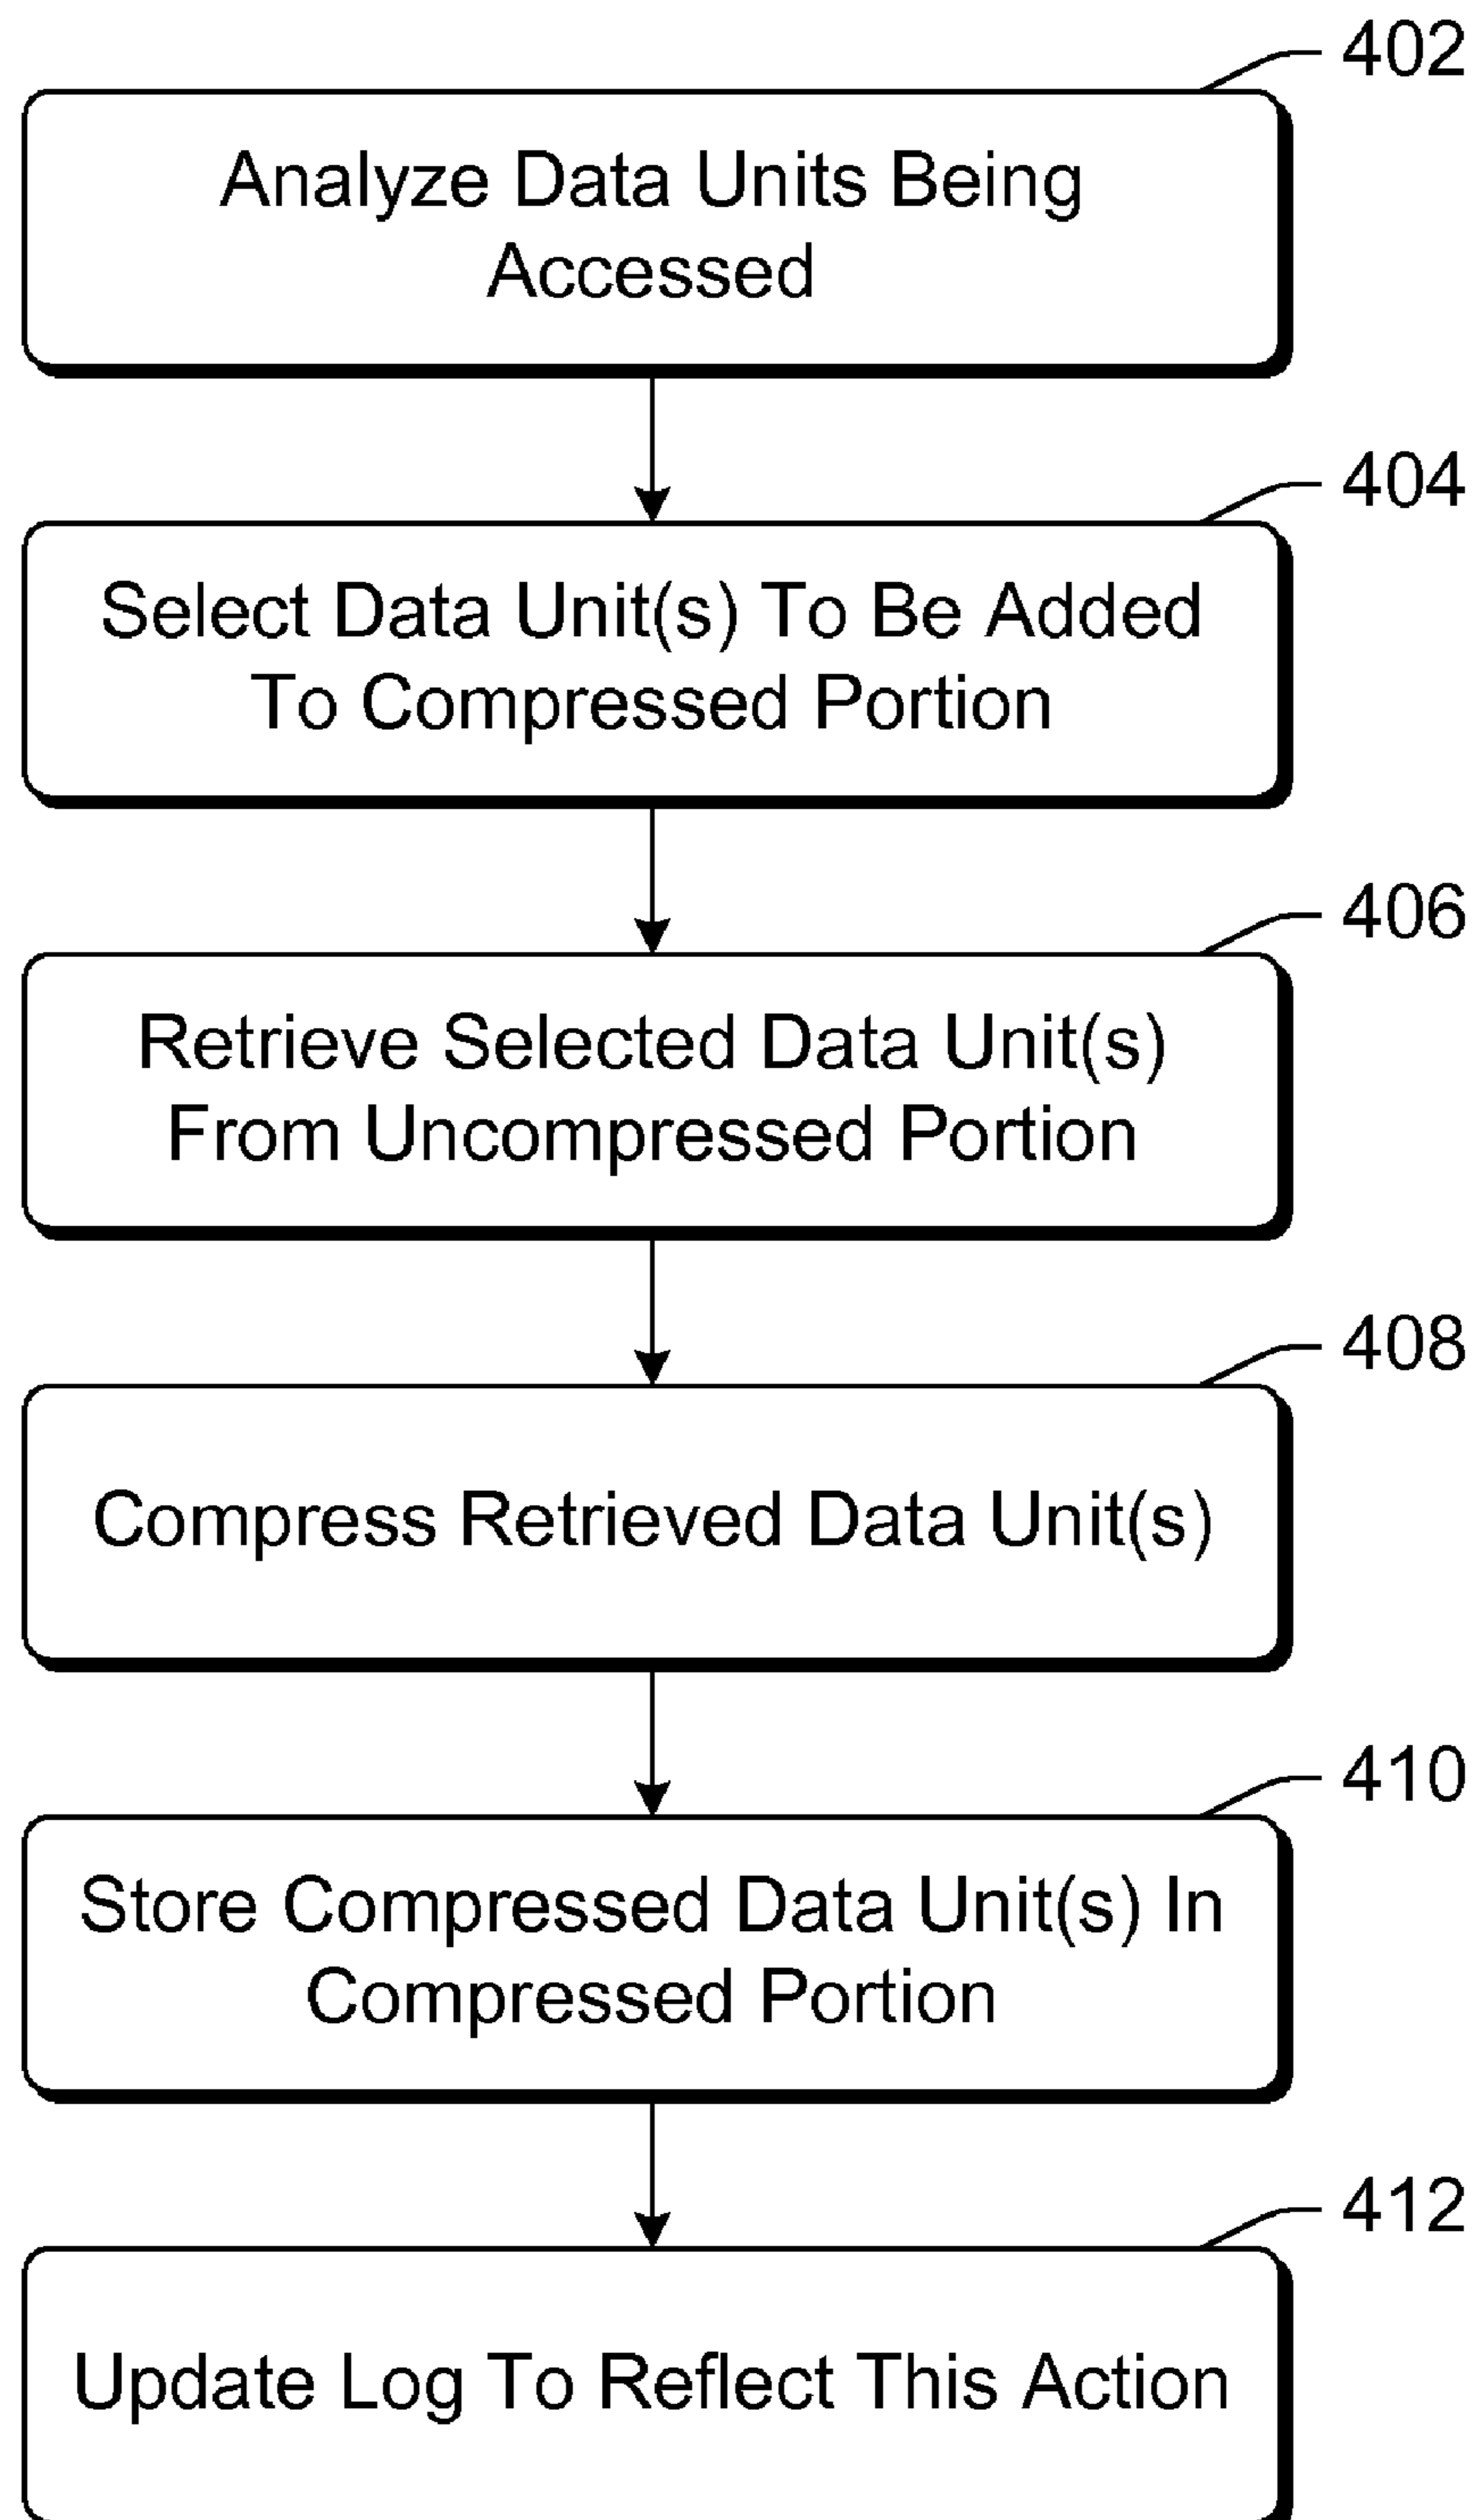 402
Analyze Data Units Being
Accessed
404
Select Data Unit(s) To Be Added
To Compressed Portion
406
Retrieve Selected Data Unit(s)
From Uncompressed Portion
408
Compress Retrieved Data Unit(s)
410
Store Compressed Data Unit(s) In
Compressed Portion
412
Update Log To Reflect This Action